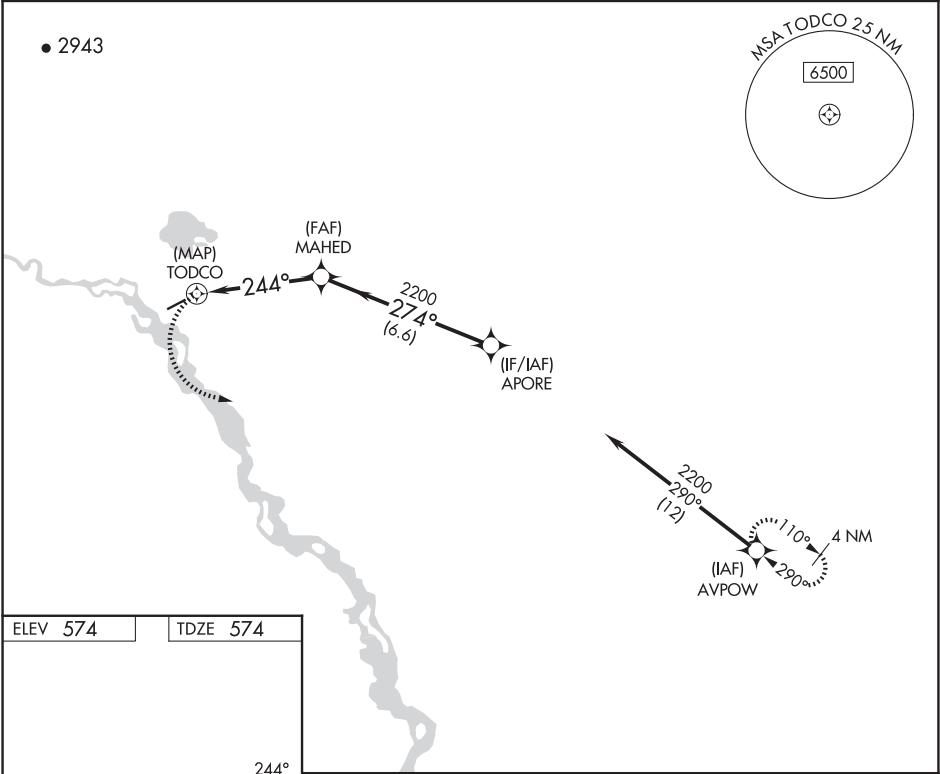 2943
MSA TODCO 25 NM
6500
(MAP)
TODCO
244°
(FAF)
MAHED
2200
274°
(6.6)
(IF/IAF)
APORE
2200
290°
(12)
(IAF)
AVPOW
110°
290°
4 NM
ELEV 574
TDZE 574
244°